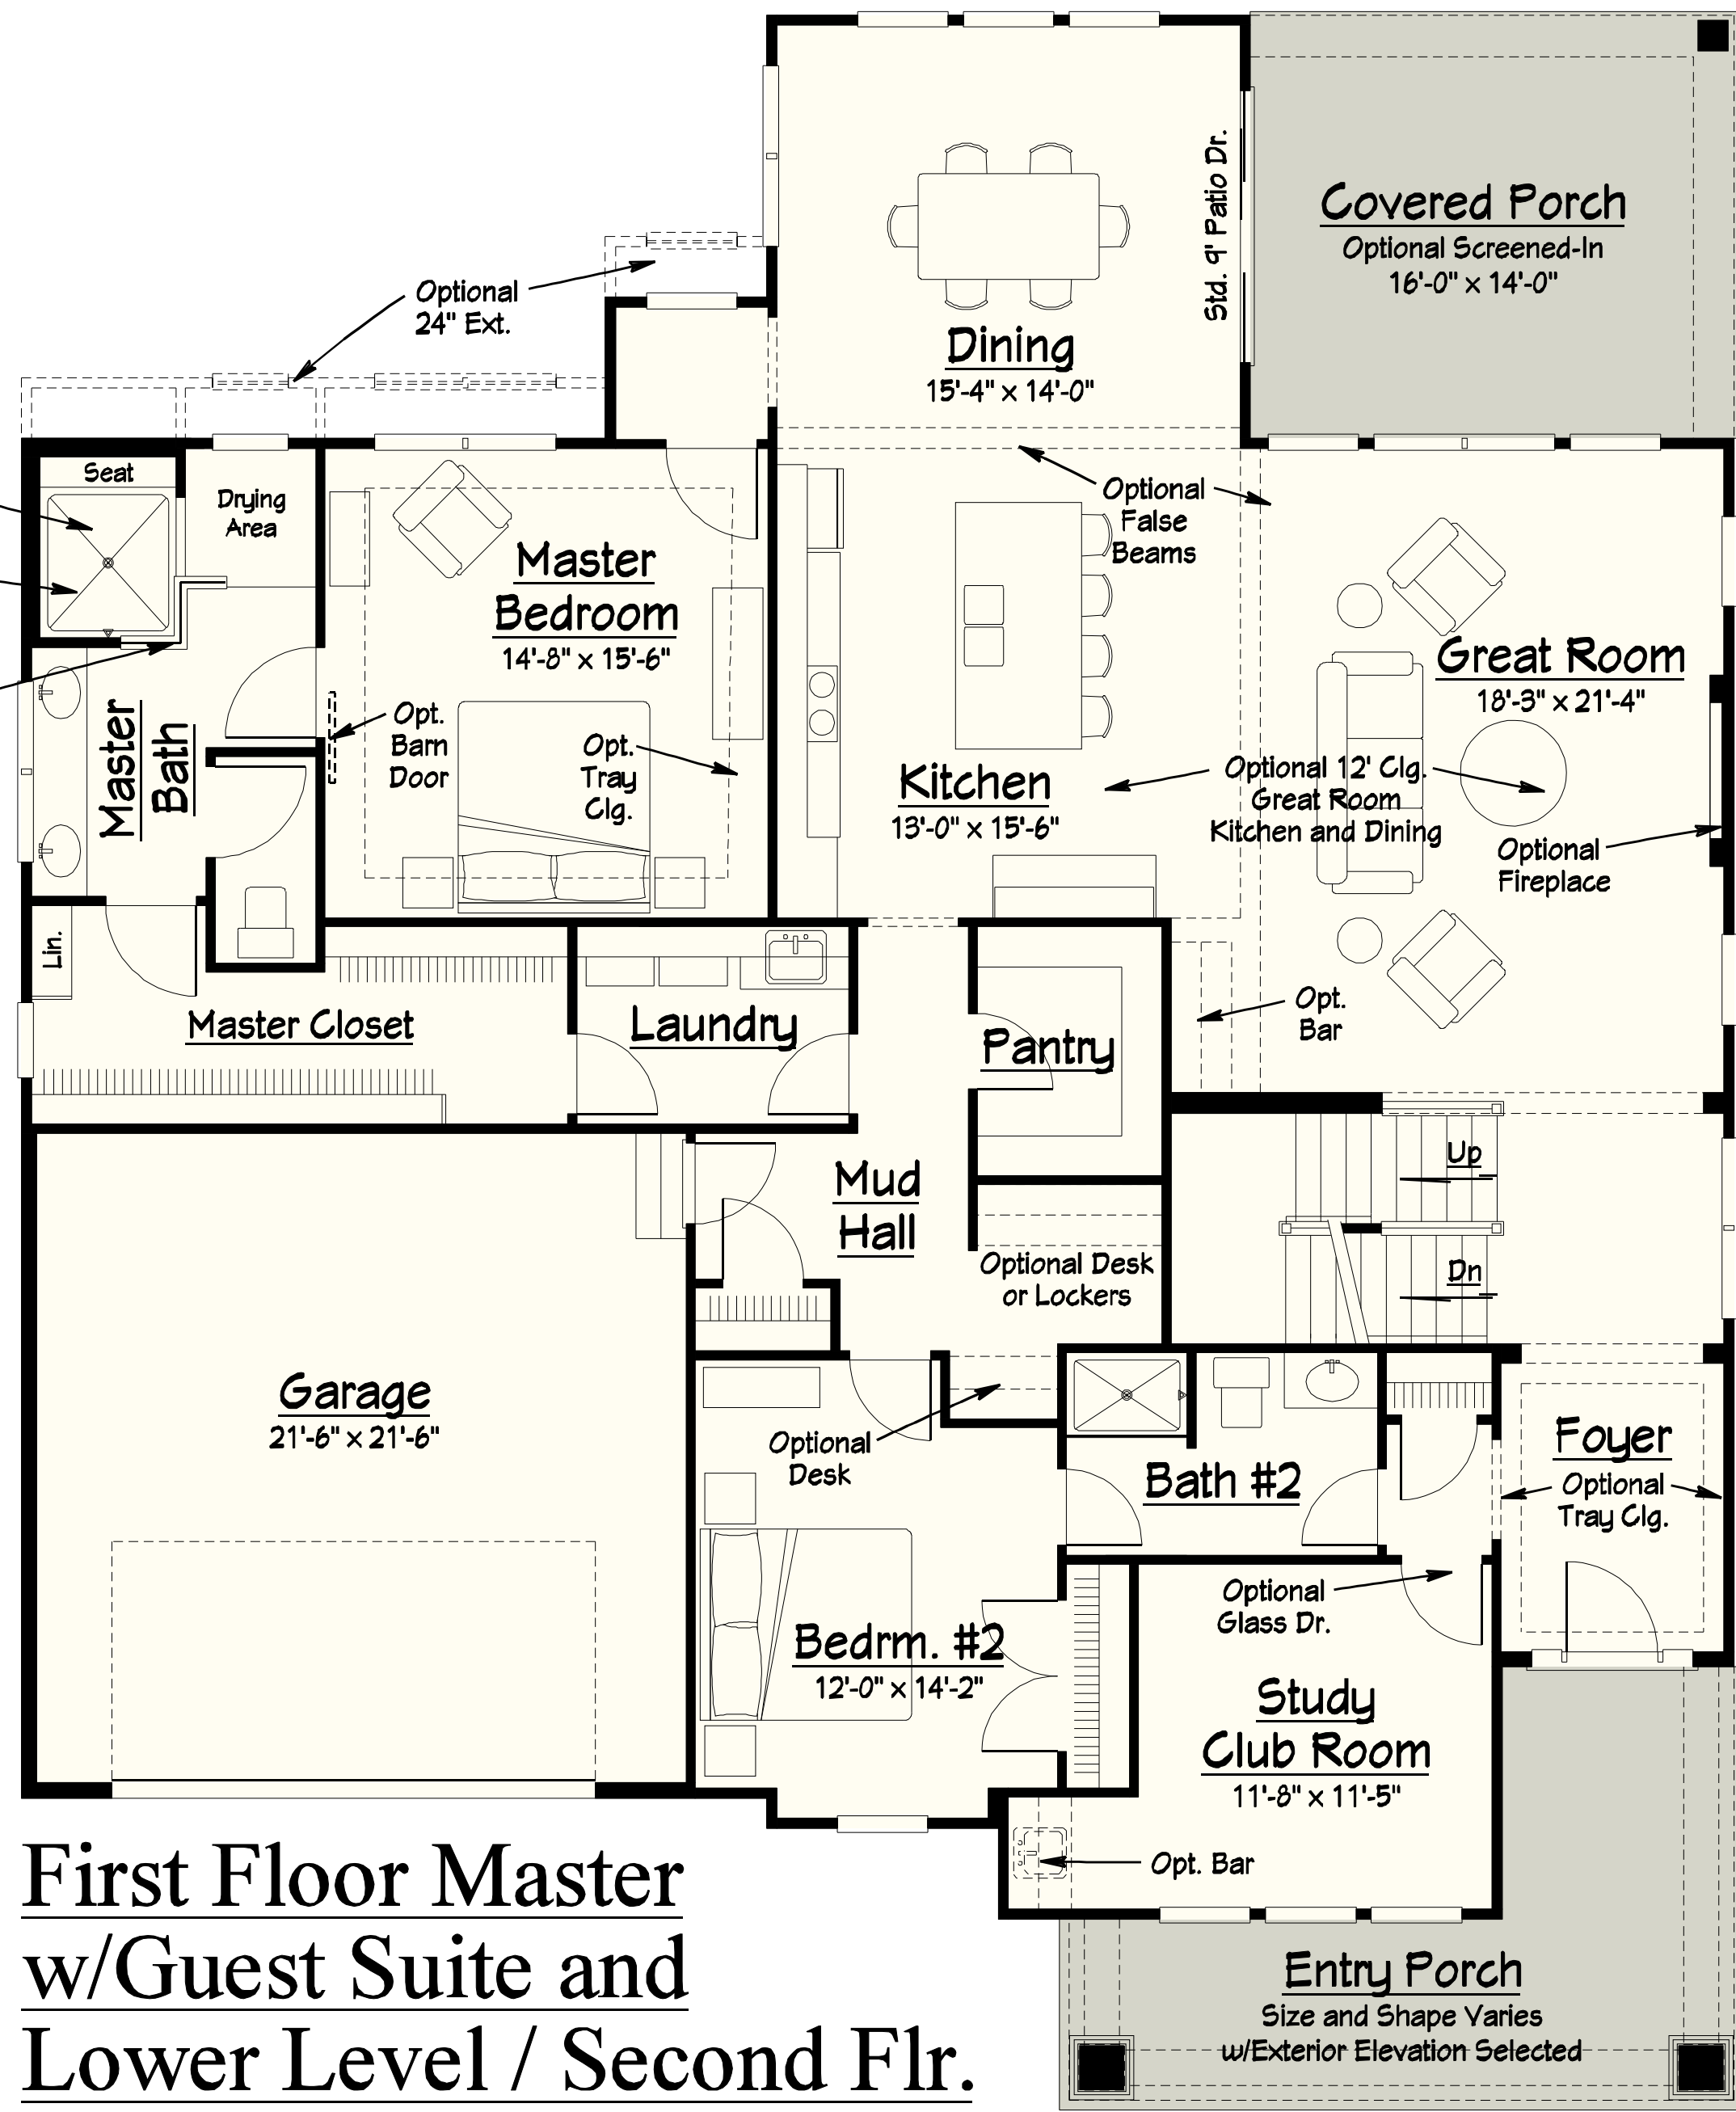 Std. 9' Patio Dr.
Covered Porch
Optional Screened-In
16'-0" x 14'-0"
Optional
24" Ext.
Dining
15'-4" x 14'-0"
Seat
Drying
Area
Master
Bedroom
14'-8" x 15'-6"
Optional
False
Beams
Great Room
18'-3" x 21'-4"
Master
Bath
Opt.
Barn
Door
Opt.
Tray
Clg.
Kitchen
13'-0" x 15'-6"
Optional 12' Clg.
Great Room
Kitchen and Dining
Optional
Fireplace
Lin.
Master Closet
Laundry
Pantry
Opt.
Bar
Up
Dn
Mud
Hall
Optional Desk
or Lockers
Garage
21'-6" x 21'-6"
Optional
Desk
Bath #2
Foyer
Optional
Tray Clg.
Optional
Glass Dr.
Bedrm. #2
12'-0" x 14'-2"
Study
Club Room
11'-8" x 11'-5"
Opt. Bar
First Floor Master
w/Guest Suite and
Lower Level / Second Flr.
Entry Porch
Size and Shape Varies
w/Exterior Elevation Selected